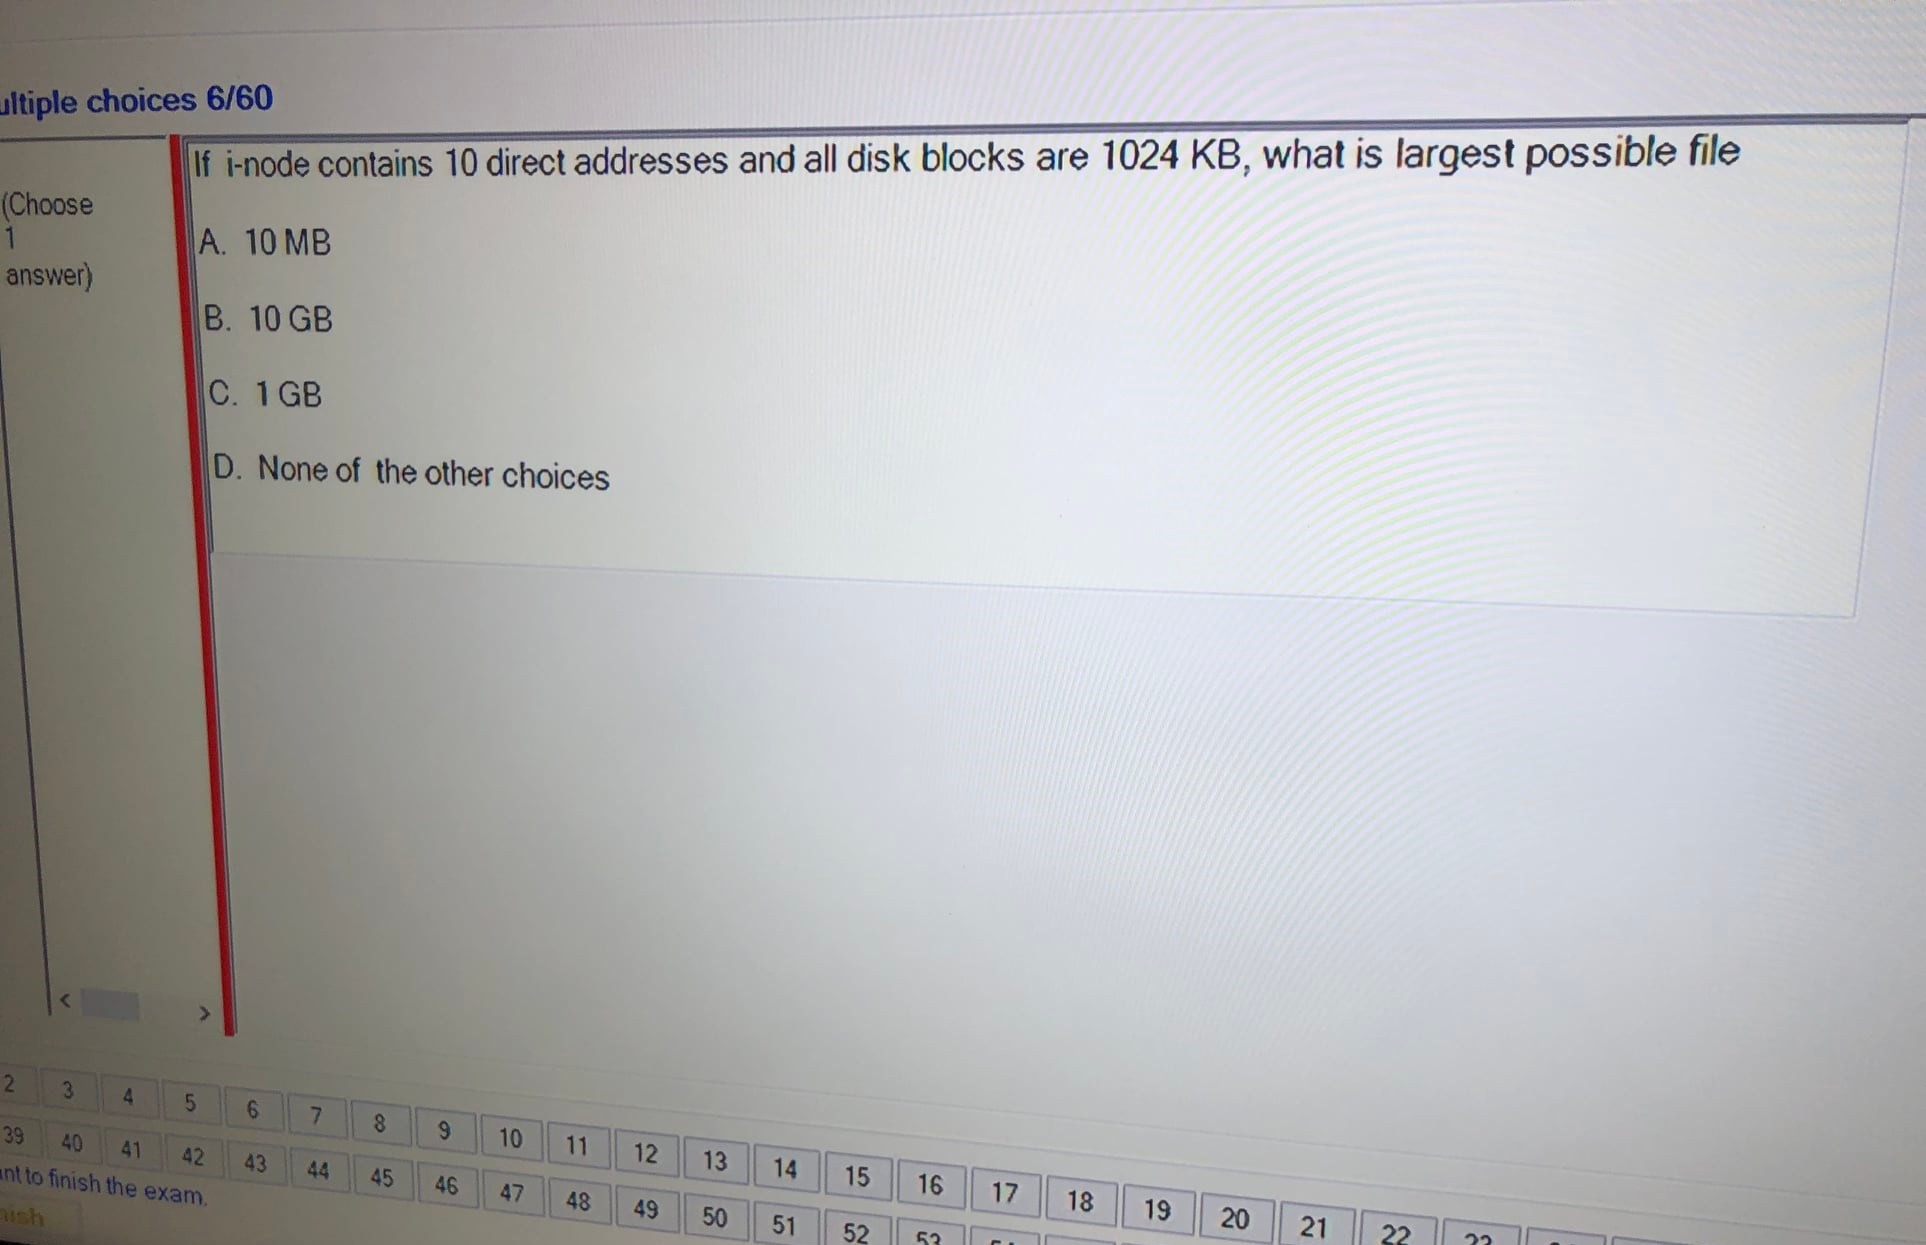 ultiple choices 6/60
(Choose
1
answer)
If i-node contains 10 direct addresses and all disk blocks are 1024 KB, what is largest possible file
A. 10 MB
B. 10 GB
C. 1 GB
D. None of the other choices
< >
2 3 4 5 6 7 8 9 10 11 12 13 14 15 16 17 18 19 20 21 22
39 40 41 42 43 44 45 46 47 48 49 50 51 52 53
nt to finish the exam.
nish